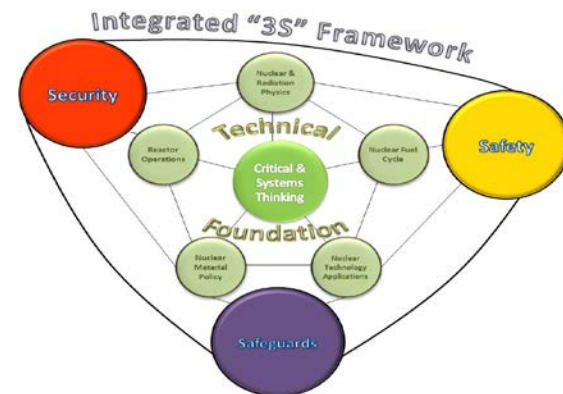 Integrated “3S” Framework
Security
Nuclear &
Radiation
Physics
Technical
Safety
Reactor
Operations
Nuclear Fuel
Cycle
Critical &
Systems
Thinking
Foundation
Nuclear
Material
Policy
Nuclear
Technology
Applications
Safeguards